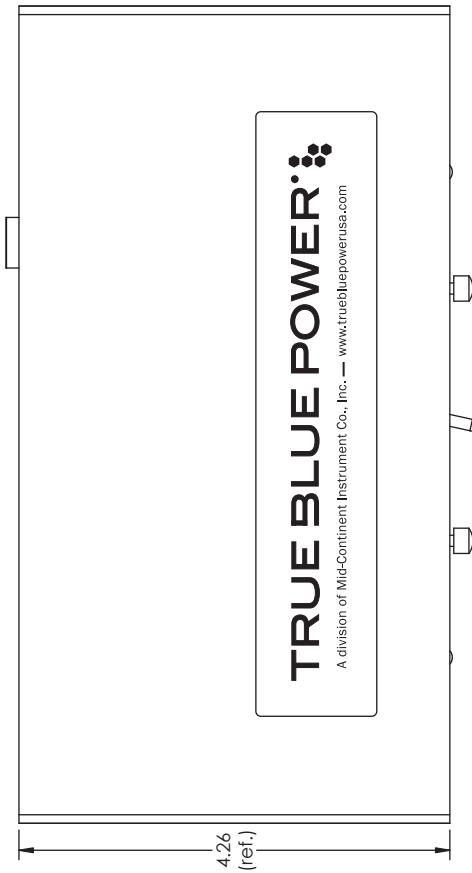 TRUE BLUE POWER
A division of Mid-Continent Instrument Co., Inc. — www.truebluepowerusa.com
4.26
(ref.)